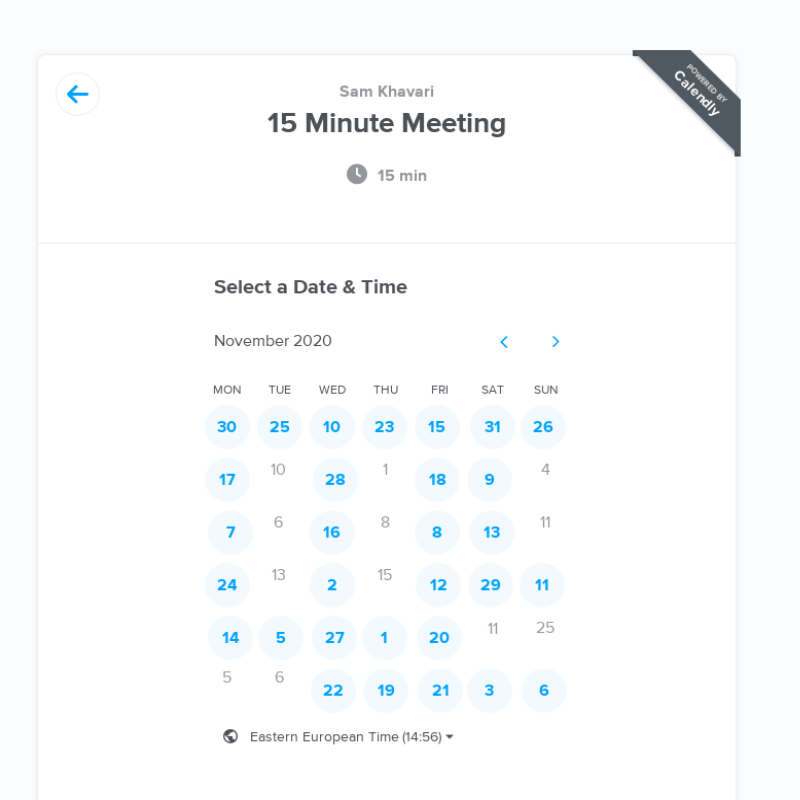 Sam Khavari
15 Minute Meeting
15 min
POWERED BY
Calendly
Select a Date & Time
November 2020
MON TUE WED THU FRI SAT SUN
30 25 10 23 15 31 26
17 10 28 1 18 9 4
7 6 16 8 8 13 11
24 13 2 15 12 29 11
14 5 27 1 20 11 25
5 6 22 19 21 3 6
Eastern European Time (14:56)